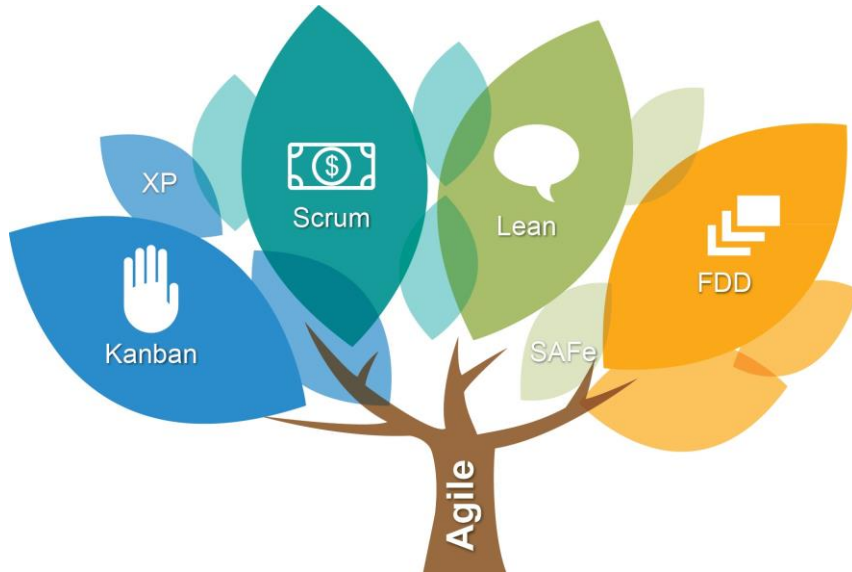 XP
Scrum
$
Lean
Kanban
FDD
SAFe
Agile